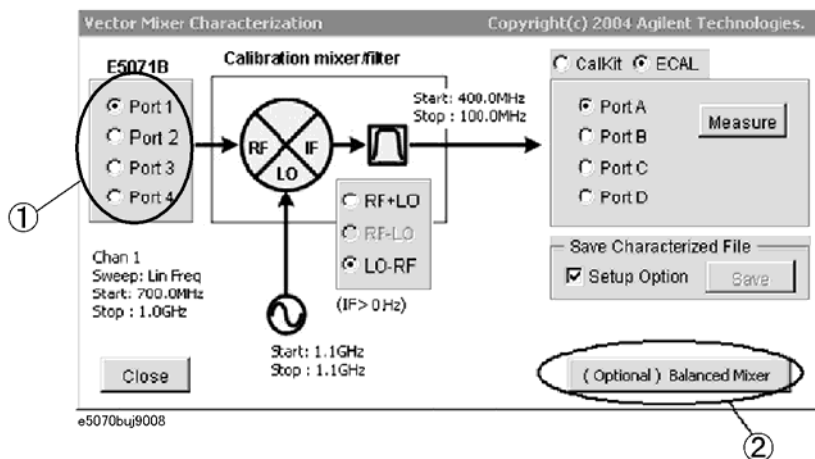 Vector Mixer Characterization
Copyright(c) 2004 Agilent Technologies.
E5071B
Port 1
Port 2
Port 3
Port 4
①
Chan 1
Sweep: Lin Freq
Start: 700.0MHz
Stop : 1.0GHz
Close
Calibration mixer/filter
RF
IF
LO
Start: 400.0MHz
Stop : 100.0MHz
RF+LO
RF-LO
LO-RF
(IF> 0Hz)
Start: 1.1GHz
Stop : 1.1GHz
CalKit
ECAL
Port A
Port B
Port C
Port D
Measure
Save Characterized File
Setup Option
Save
( Optional ) Balanced Mixer
②
e5070buj9008